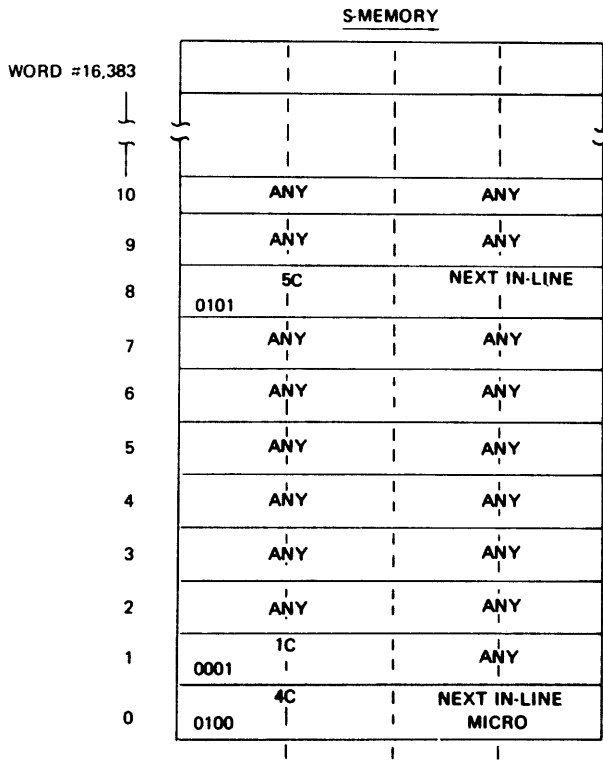 S-MEMORY
WORD #16,383
10 ANY ANY
9 ANY ANY
8 5C NEXT IN-LINE
0101
7 ANY ANY
6 ANY ANY
5 ANY ANY
4 ANY ANY
3 ANY ANY
2 ANY ANY
1C
1 0001 ANY
4C NEXT IN-LINE
0 0100 MICRO